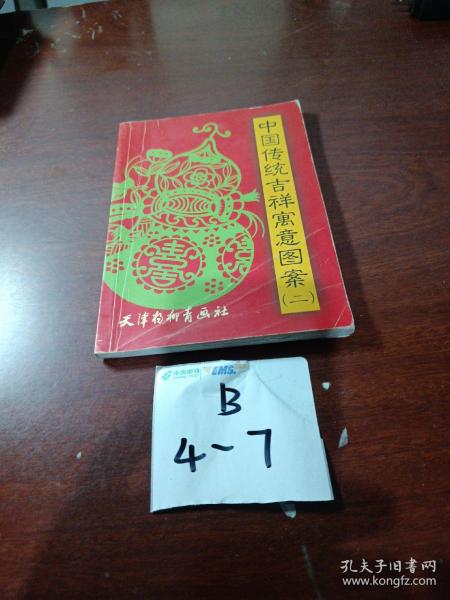 中国传统吉祥寓意图案(二)
天津杨柳青画社
中国邮政
EMS
B
4~7
孔夫子旧书网
www.kongfz.com